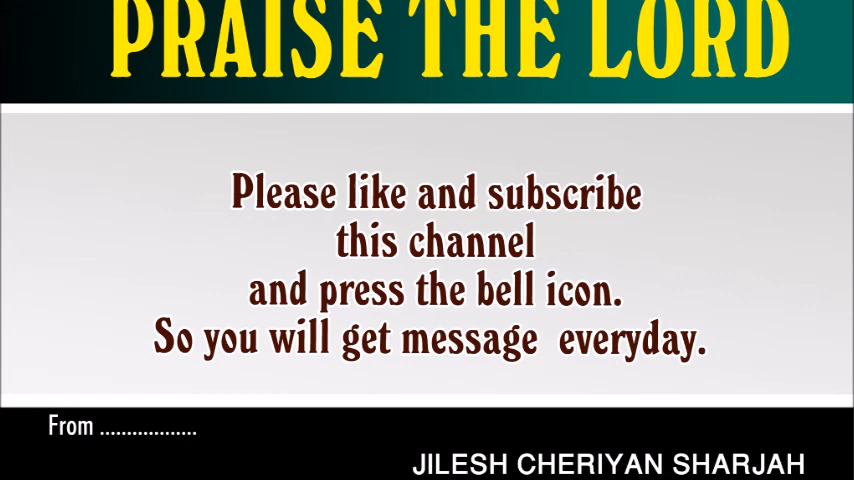 PRAISE THE LORD
Please like and subscribe
this channel
and press the bell icon.
So you will get message everyday.
From ..................
JILESH CHERIYAN SHARJAH